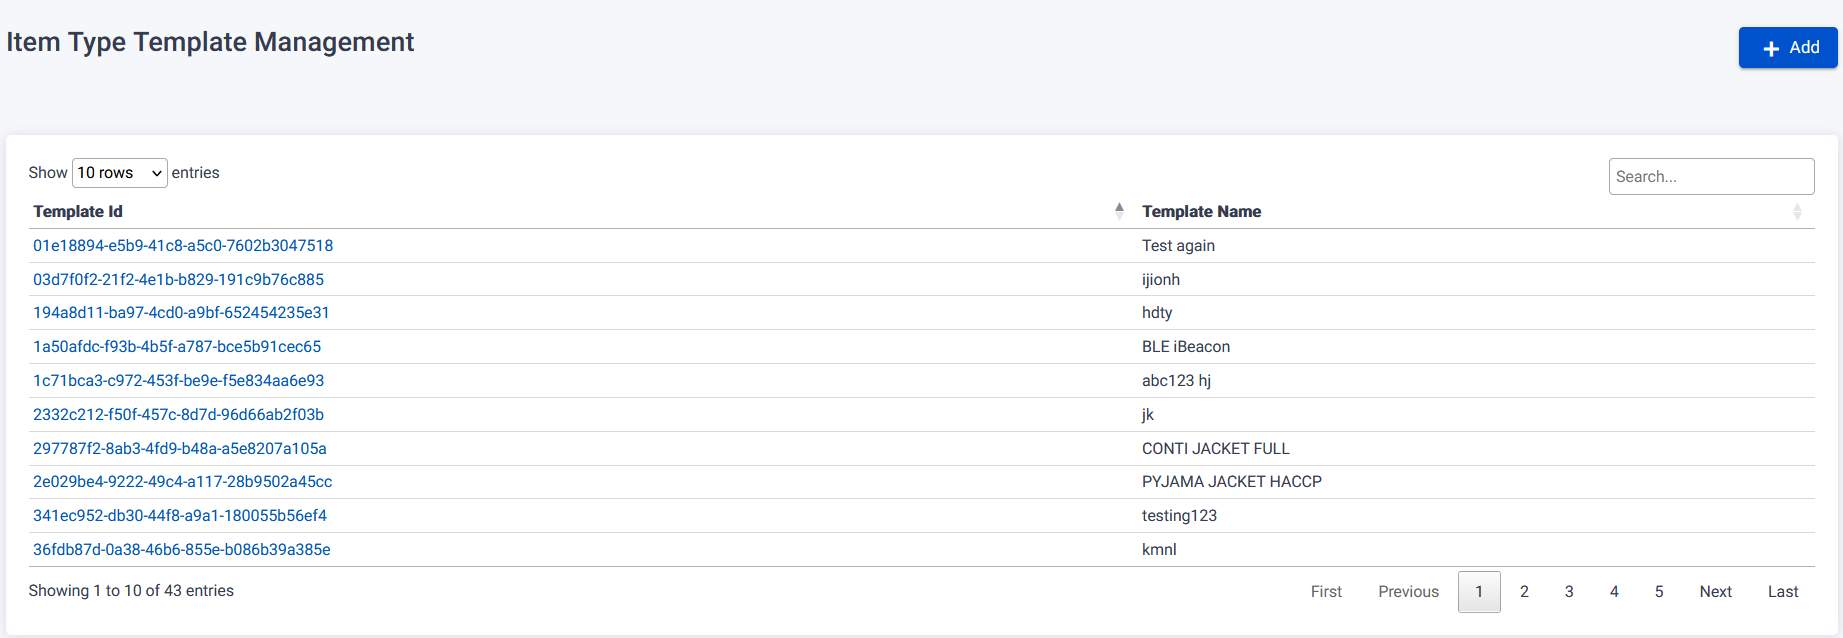 Item Type Template Management
Add
Show 10 rows entries
Search...
Template Id Template Name
01e18894-e5b9-41c8-a5c0-7602b3047518 Test again
03d7f0f2-21f2-4e1b-b829-191c9b76c885 ijionh
194a8d11-ba97-4cd0-a9bf-652454235e31 hdty
1a50afdc-f93b-4b5f-a787-bce5b91cec65 BLE iBeacon
1c71bca3-c972-453f-be9e-f5e834aa6e93 abc123 hj
2332c212-f50f-457c-8d7d-96d66ab2f03b jk
297787f2-8ab3-4fd9-b48a-a5e8207a105a CONTI JACKET FULL
2e029be4-9222-49c4-a117-28b9502a45cc PYJAMA JACKET HACCP
341ec952-db30-44f8-a9a1-180055b56ef4 testing123
36fdb87d-0a38-46b6-855e-b086b39a385e kmnl
Showing 1 to 10 of 43 entries First Previous 1 2 3 4 5 Next Last